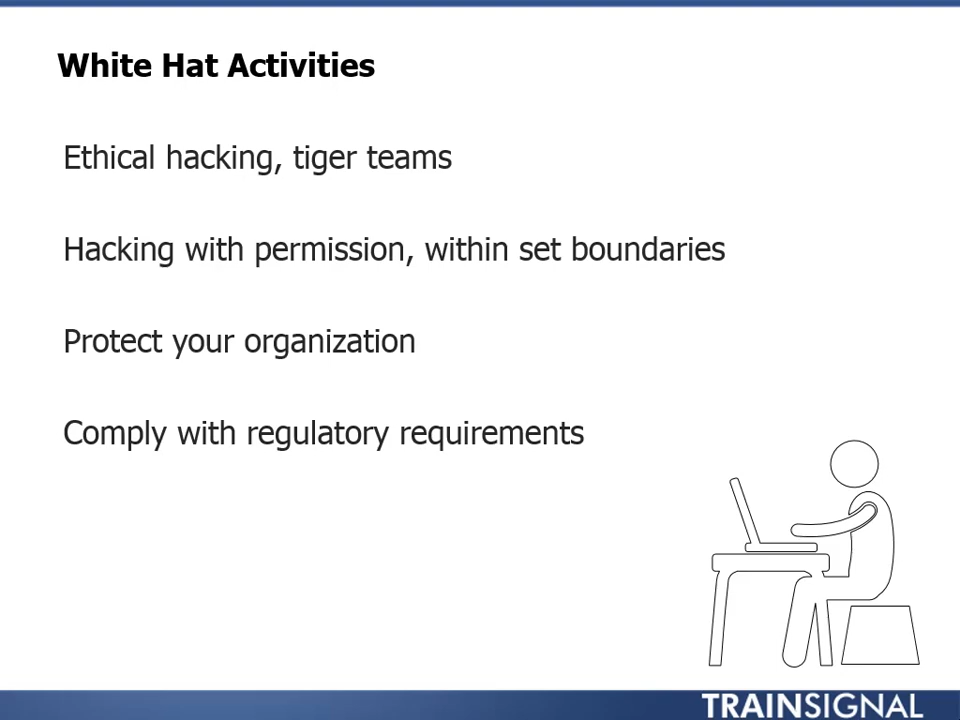 White Hat Activities
Ethical hacking, tiger teams
Hacking with permission, within set boundaries
Protect your organization
Comply with regulatory requirements
TRAINSIGNAL